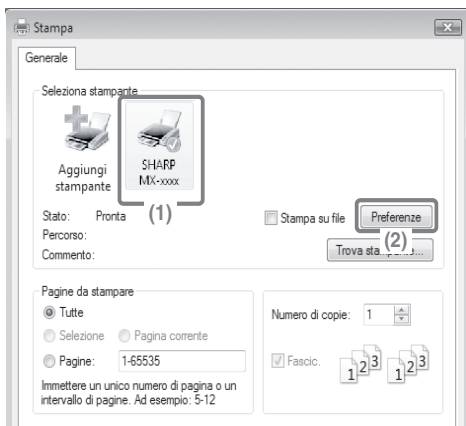 Stampa
Generale
Seleziona stampante
Aggiungi
stampante
SHARP
MX-xxxx
Stato: Pronta
(1)
Percorso:
Commento:
Stampa su file
Preferenze
(2)
Trova
Pagine da stampare
Tutte
Selezione
Pagina corrente
Pagine: 1-65535
Immettere un unico numero di pagina o un
intervallo di pagine. Ad esempio: 5-12
Numero di copie: 1
Fascic.
1 2 3 1 2 3